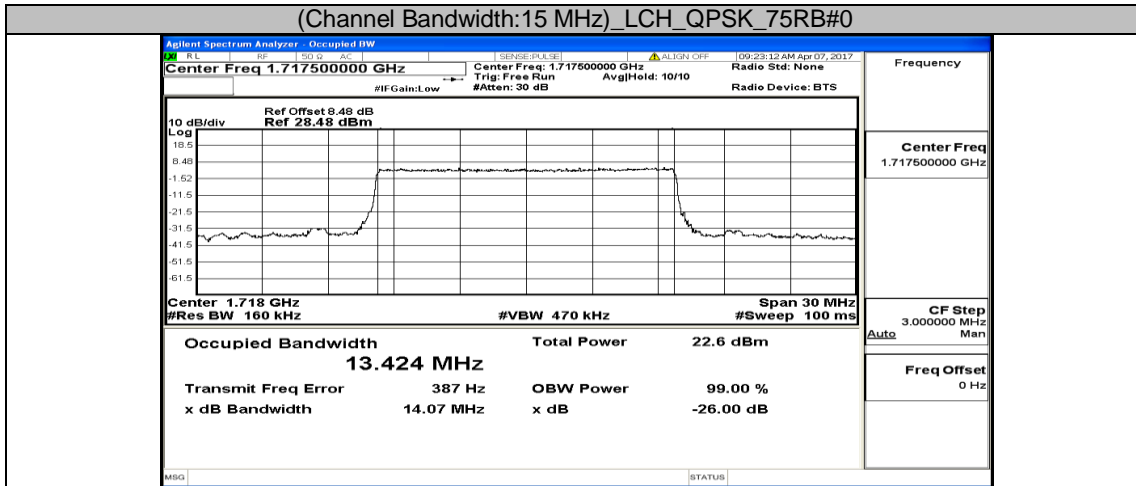 (Channel Bandwidth:15 MHz)_LCH_QPSK_75RB#0
Agilent Spectrum Analyzer - Occupied BW
LXI RL RF 50 Ω AC SENSE:PULSE ALIGN OFF 09:23:12 AM Apr 07, 2017
Center Freq 1.717500000 GHz
Center Freq: 1.717500000 GHz Radio Std: None
Trig: Free Run Avg|Hold: 10/10
#IFGain:Low #Atten: 30 dB Radio Device: BTS
Ref Offset 8.48 dB
10 dB/div Ref 28.48 dBm
Log
18.5
8.48
-1.52
-11.5
-21.5
-31.5
-41.5
-51.5
-61.5
Center 1.718 GHz Span 30 MHz
#Res BW 160 kHz #VBW 470 kHz #Sweep 100 ms
Occupied Bandwidth Total Power 22.6 dBm
13.424 MHz
Transmit Freq Error 387 Hz OBW Power 99.00 %
x dB Bandwidth 14.07 MHz x dB -26.00 dB
MSG STATUS
Frequency
Center Freq
1.717500000 GHz
CF Step
3.000000 MHz
Auto Man
Freq Offset
0 Hz